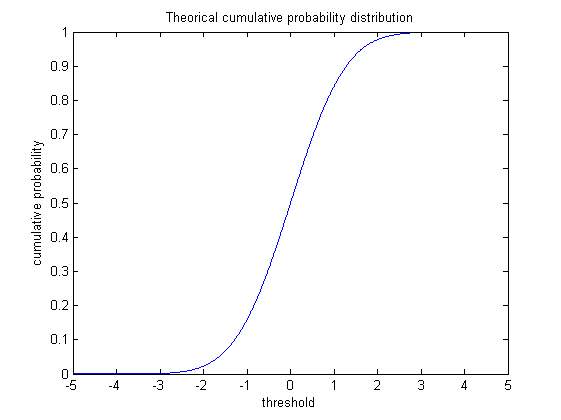 Theorical cumulative probability distribution
1
0.9
0.8
0.7
0.6
0.5
0.4
0.3
0.2
0.1
0
cumulative probability
-5 -4 -3 -2 -1 0 1 2 3 4 5
threshold